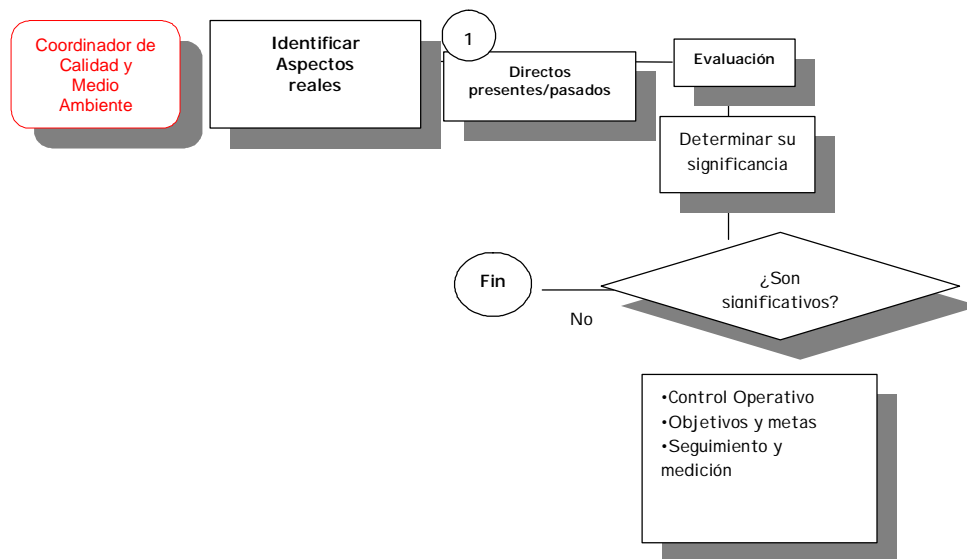 Coordinador de
Calidad y
Medio
Ambiente
Identificar
Aspectos
reales
1
Directos
presentes/pasados
Evaluación
Determinar su
significancia
¿Son
significativos?
Fin
No
•Control Operativo
•Objetivos y metas
•Seguimiento y
medición